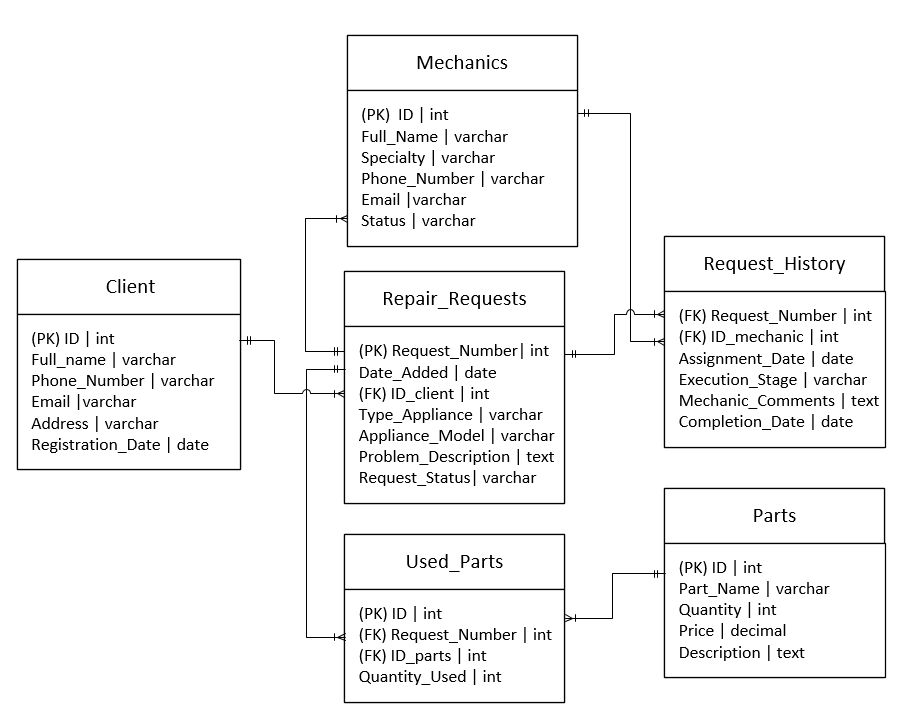 Mechanics
(PK) ID | int
Full_Name | varchar
Specialty | varchar
Phone_Number | varchar
Email |varchar
Status | varchar
Client
(PK) ID | int
Full_name | varchar
Phone_Number | varchar
Email |varchar
Address | varchar
Registration_Date | date
Repair_Requests
(PK) Request_Number| int
Date_Added | date
(FK) ID_client | int
Type_Appliance | varchar
Appliance_Model | varchar
Problem_Description | text
Request_Status| varchar
Request_History
(FK) Request_Number | int
(FK) ID_mechanic | int
Assignment_Date | date
Execution_Stage | varchar
Mechanic_Comments | text
Completion_Date | date
Used_Parts
(PK) ID | int
(FK) Request_Number | int
(FK) ID_parts | int
Quantity_Used | int
Parts
(PK) ID | int
Part_Name | varchar
Quantity | int
Price | decimal
Description | text